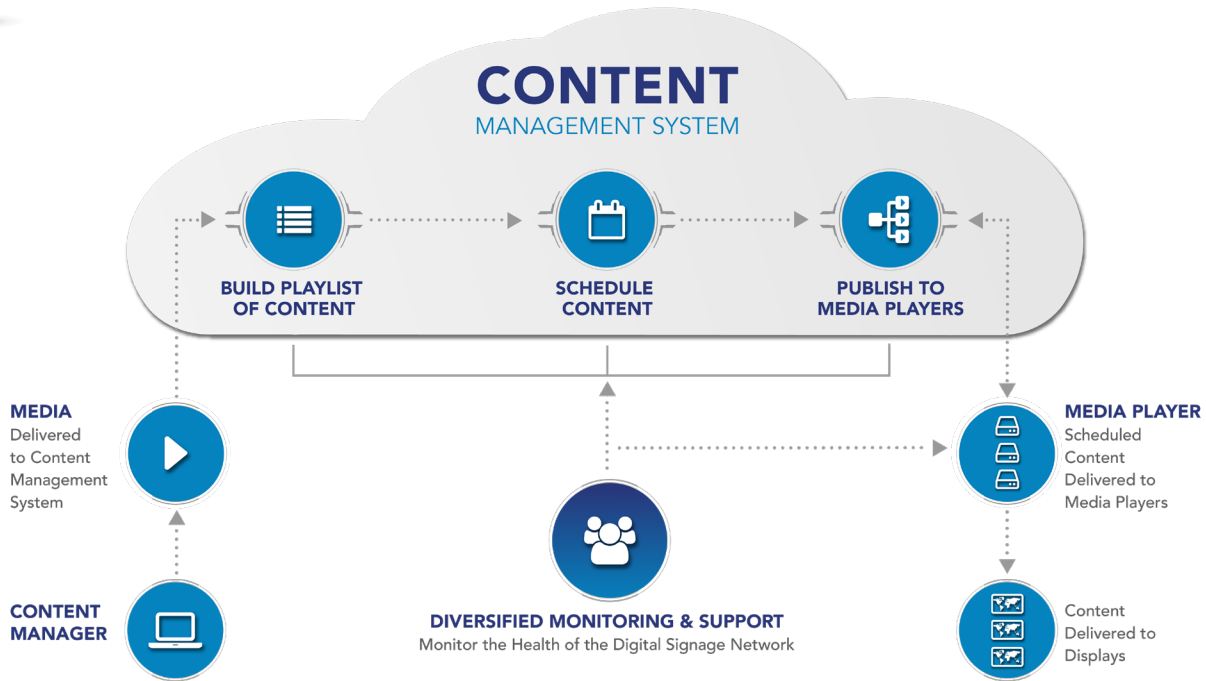 CONTENT
MANAGEMENT SYSTEM
BUILD PLAYLIST
OF CONTENT
SCHEDULE
CONTENT
PUBLISH TO
MEDIA PLAYERS
MEDIA
Delivered
to Content
Management
System
MEDIA PLAYER
Scheduled
Content
Delivered to
Media Players
CONTENT
MANAGER
DIVERSIFIED MONITORING & SUPPORT
Monitor the Health of the Digital Signage Network
Content
Delivered to
Displays